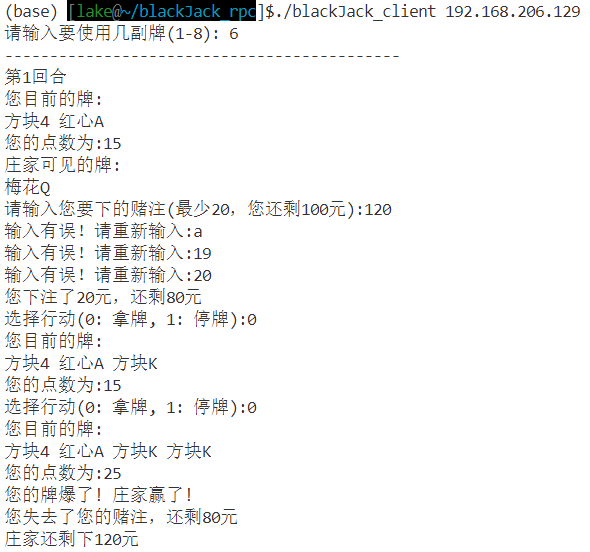 (base) [lake@~/blackJack_rpc]$./blackJack_client 192.168.206.129
请输入要使用几副牌(1-8): 6
--------------------------------------------
第1回合
您目前的牌:
方块4 红心A
您的点数为:15
庄家可见的牌:
梅花Q
请输入您要下的赌注(最少20，您还剩100元):120
输入有误！请重新输入:a
输入有误！请重新输入:19
输入有误！请重新输入:20
您下注了20元，还剩80元
选择行动(0: 拿牌, 1: 停牌):0
您目前的牌:
方块4 红心A 方块K
您的点数为:15
选择行动(0: 拿牌, 1: 停牌):0
您目前的牌:
方块4 红心A 方块K 方块K
您的点数为:25
您的牌爆了！庄家赢了！
您失去了您的赌注，还剩80元
庄家还剩下120元